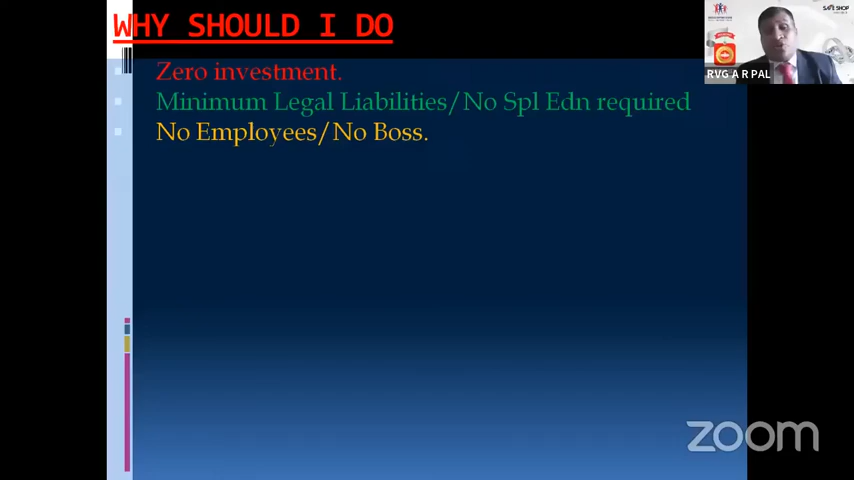 WHY SHOULD I DO
Zero investment.
Minimum Legal Liabilities/No Spl Edn required
No Employees/No Boss.
SAFE SHOP
RVG A R PAL
zoom